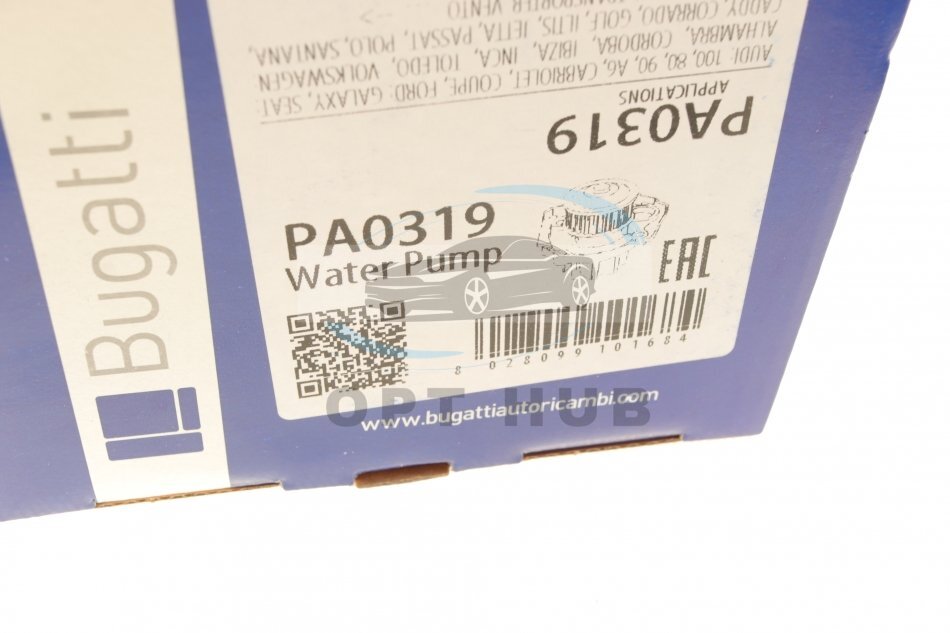 Bugatti
PA0319
APPLICATIONS
AUDI: 100, 80, 90, A6, CABRIOLET, COUPE, FORD: GALAXY, SEAT:
ALHAMBRA, CORDOBA, IBIZA, INCA, TOLEDO, VOLKSWAGEN
CADDY, CORRADO, GOLF, ILTIS, JETTA, PASSAT, POLO, SANTANA,
TRANSPORTER, VENTO
-->
PA0319
Water Pump
EAC
8 028099 101684
OPT HUB
www.bugattiautoricambi.com